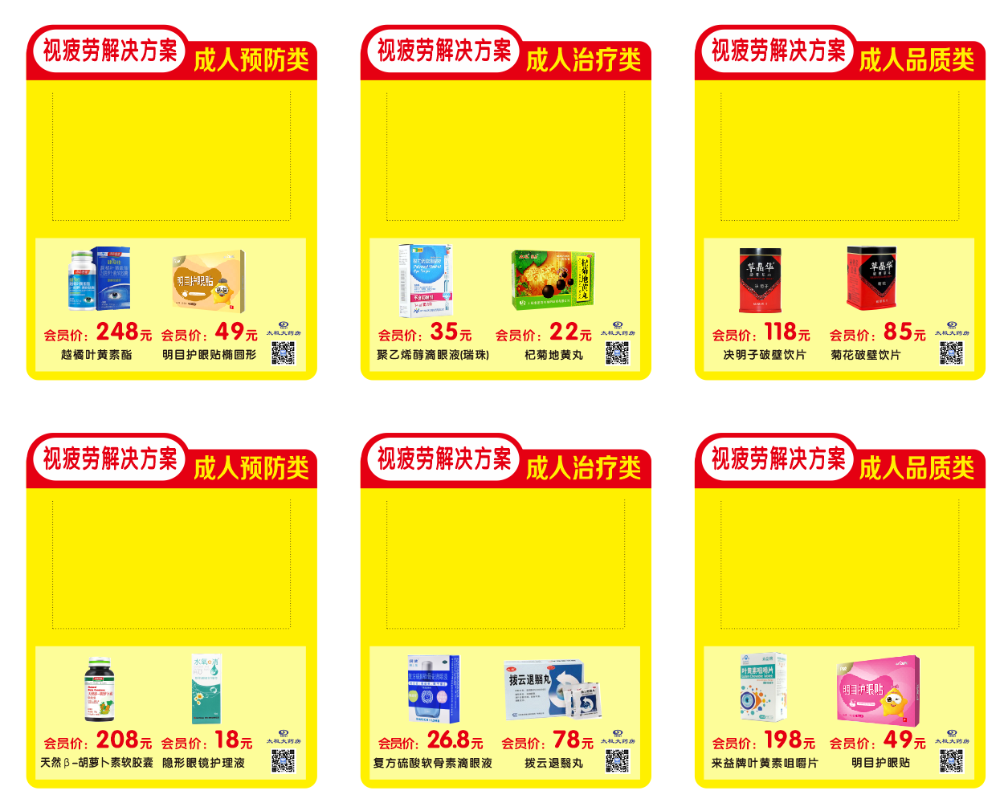 视疲劳解决方案
成人预防类
会员价：248元
越橘叶黄素酯
明目护眼贴
会员价：49元
明目护眼贴椭圆形
太极大药房
视疲劳解决方案
成人治疗类
会员价：35元
聚乙烯醇滴眼液(瑞珠)
杞菊地黄丸
会员价：22元
杞菊地黄丸
太极大药房
视疲劳解决方案
成人品质类
草晶华
会员价：118元
决明子破壁饮片
草晶华
会员价：85元
菊花破壁饮片
太极大药房
视疲劳解决方案
成人预防类
会员价：208元
天然β-胡萝卜素软胶囊
会员价：18元
隐形眼镜护理液
太极大药房
视疲劳解决方案
成人治疗类
复方硫酸软骨素滴眼液
会员价：26.8元
复方硫酸软骨素滴眼液
拨云退翳丸
会员价：78元
拨云退翳丸
太极大药房
视疲劳解决方案
成人品质类
叶黄素咀嚼片
会员价：198元
来益牌叶黄素咀嚼片
明目护眼贴
会员价：49元
明目护眼贴
太极大药房